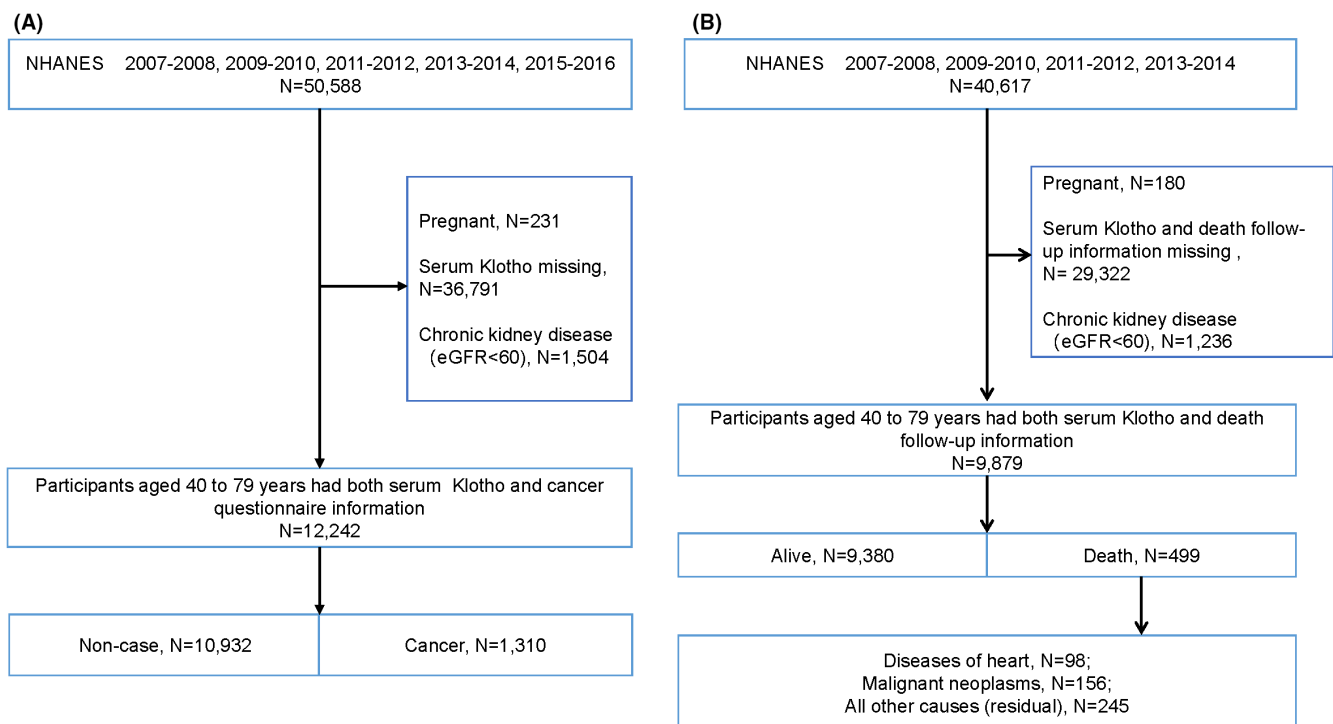 (A)
NHANES 2007-2008, 2009-2010, 2011-2012, 2013-2014, 2015-2016
N=50,588
Pregnant, N=231
Serum Klotho missing,
N=36,791
Chronic kidney disease
(eGFR<60), N=1,504
Participants aged 40 to 79 years had both serum Klotho and cancer
questionnaire information
N=12,242
Non-case, N=10,932
Cancer, N=1,310
(B)
NHANES 2007-2008, 2009-2010, 2011-2012, 2013-2014
N=40,617
Pregnant, N=180
Serum Klotho and death follow-
up information missing ,
N= 29,322
Chronic kidney disease
(eGFR<60), N=1,236
Participants aged 40 to 79 years had both serum Klotho and death
follow-up information
N=9,879
Alive, N=9,380
Death, N=499
Diseases of heart, N=98;
Malignant neoplasms, N=156;
All other causes (residual), N=245